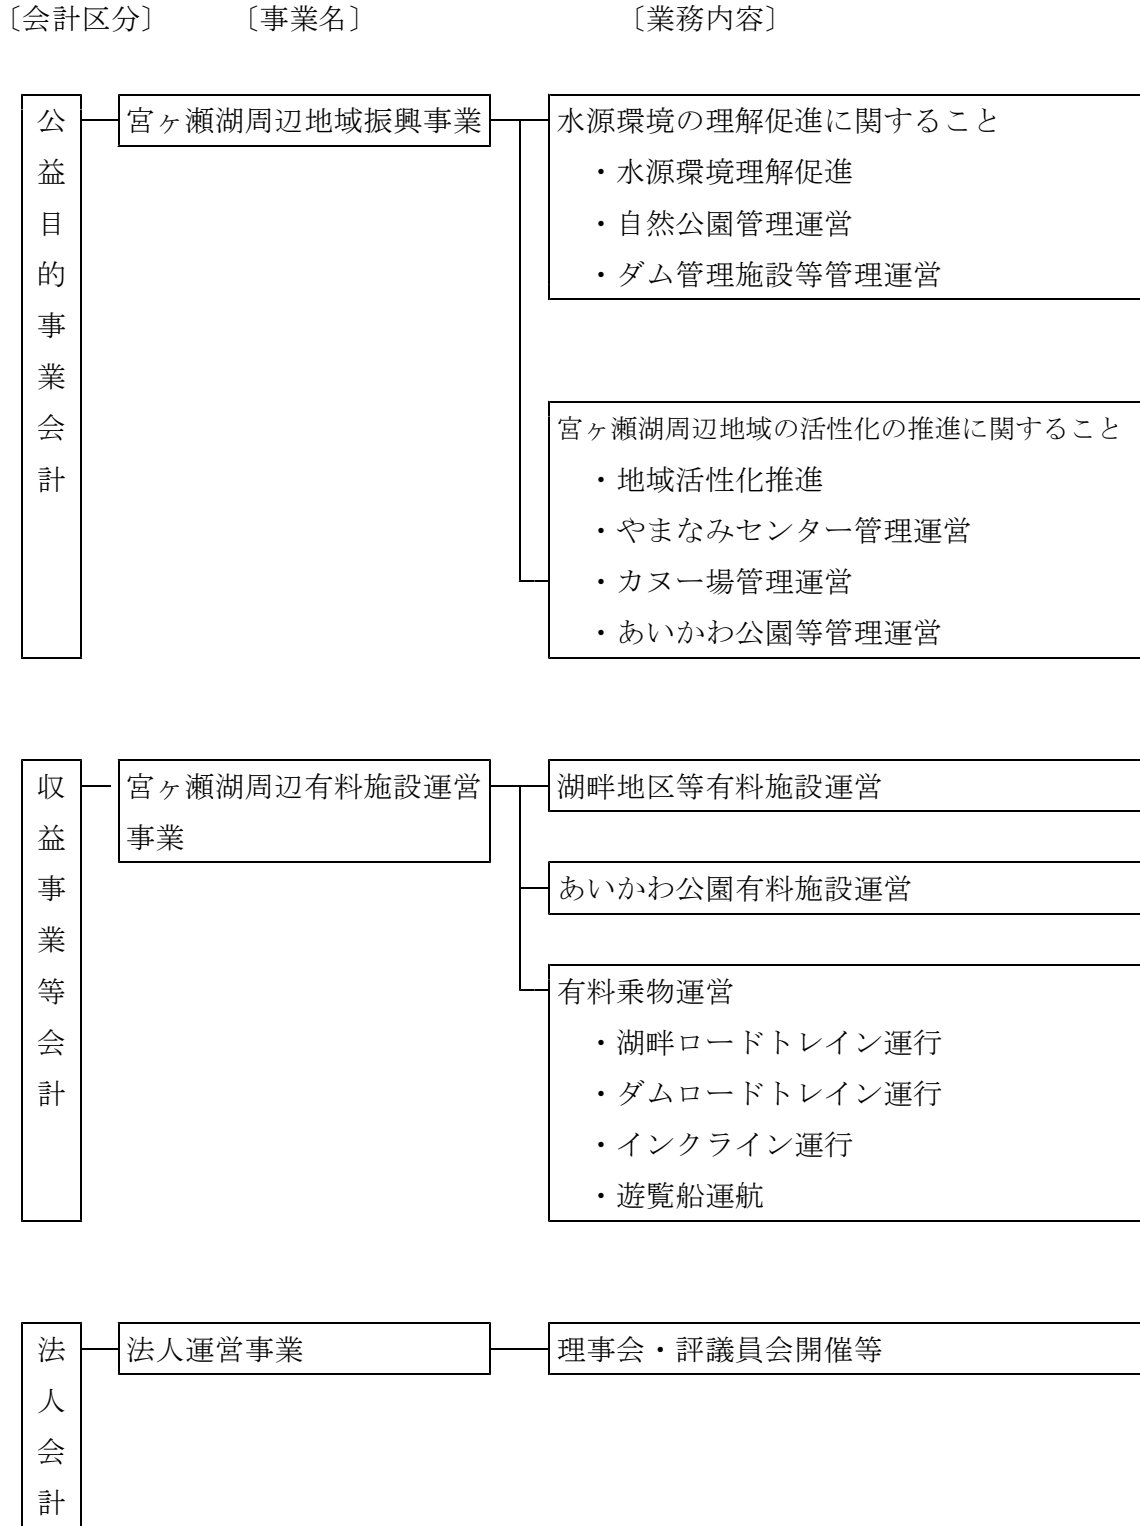 〔会計区分〕 〔事業名〕 〔業務内容〕
公益目的事業会計
宮ヶ瀬湖周辺地域振興事業
水源環境の理解促進に関すること
・水源環境理解促進
・自然公園管理運営
・ダム管理施設等管理運営
宮ヶ瀬湖周辺地域の活性化の推進に関すること
・地域活性化推進
・やまなみセンター管理運営
・カヌー場管理運営
・あいかわ公園等管理運営
収益事業等会計
宮ヶ瀬湖周辺有料施設運営
事業
湖畔地区等有料施設運営
あいかわ公園有料施設運営
有料乗物運営
・湖畔ロードトレイン運行
・ダムロードトレイン運行
・インクライン運行
・遊覧船運航
法人会計
法人運営事業
理事会・評議員会開催等